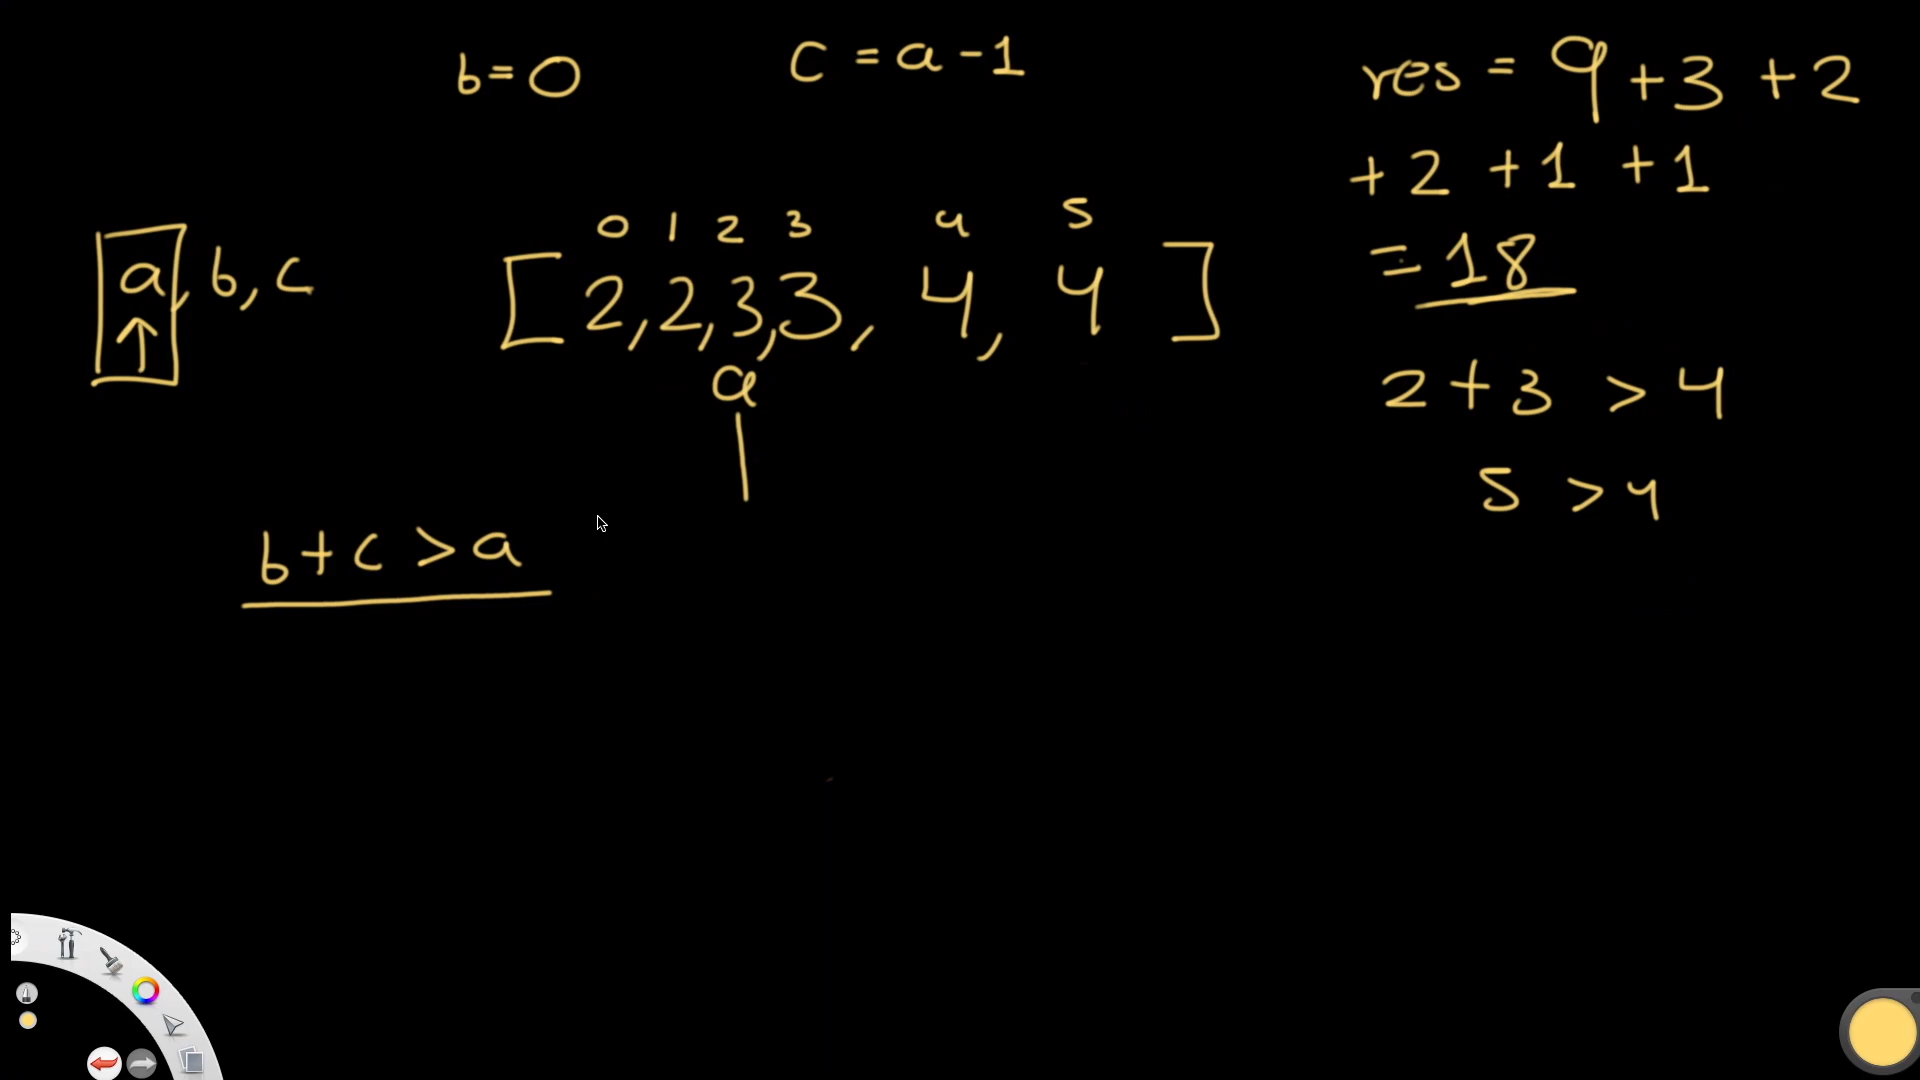 b=0
c = a - 1
res = 9 + 3 + 2
+ 2 + 1 + 1
= 18
0 1 2 3 4 5
a, b, c
[2,2,3,3, 4, 4 ]
a
2 + 3 > 4
5 > 4
b + c > a